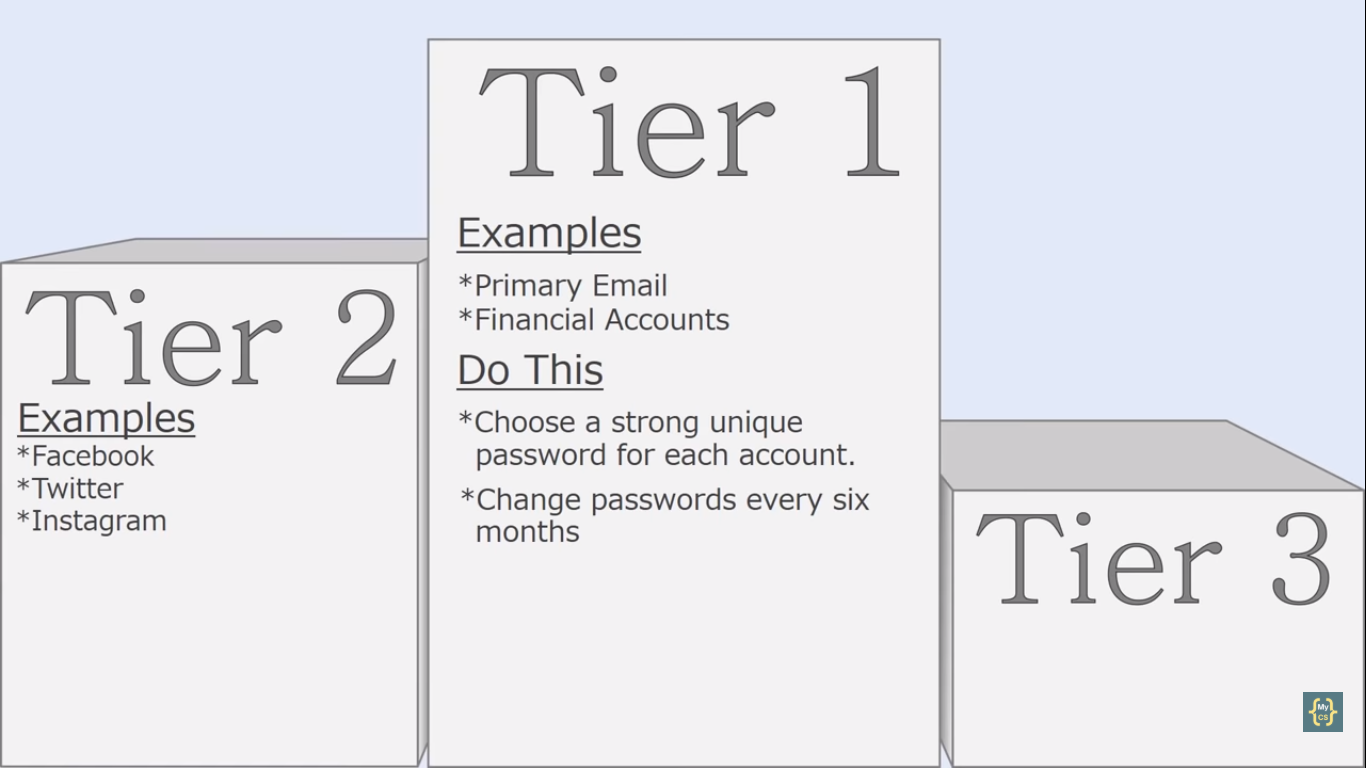 Tier 1
Examples
*Primary Email
*Financial Accounts
Do This
*Choose a strong unique
password for each account.
*Change passwords every six
months
Tier 2
Examples
*Facebook
*Twitter
*Instagram
Tier 3
{My
CS}